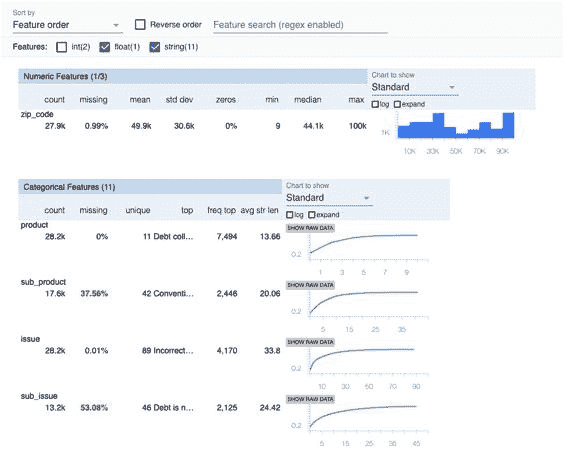 Sort by
Feature order
Reverse order
Feature search (regex enabled)
Features: int(2) float(1) string(11)
Numeric Features (1/3)
Chart to show
Standard
count missing mean std dev zeros min median max
log expand
zip_code
27.9k 0.99% 49.9k 30.6k 0% 9 44.1k 100k
1K
10K 30K 50K 70K 90K
Categorical Features (11)
Chart to show
Standard
count missing unique top freq top avg str len
log expand
product
SHOW RAW DATA
28.2k 0% 11 Debt coll... 7,494 13.66
0.2
1 3 5 7 9
sub_product
SHOW RAW DATA
17.6k 37.56% 42 Conventi... 2,446 20.06
0.2
5 15 25 35
issue
SHOW RAW DATA
28.2k 0.01% 89 Incorrect... 4,170 33.8
0.2
10 30 50 70 90
sub_issue
SHOW RAW DATA
13.2k 53.08% 46 Debt is n... 2,125 24.42
0.2
5 15 25 35 45